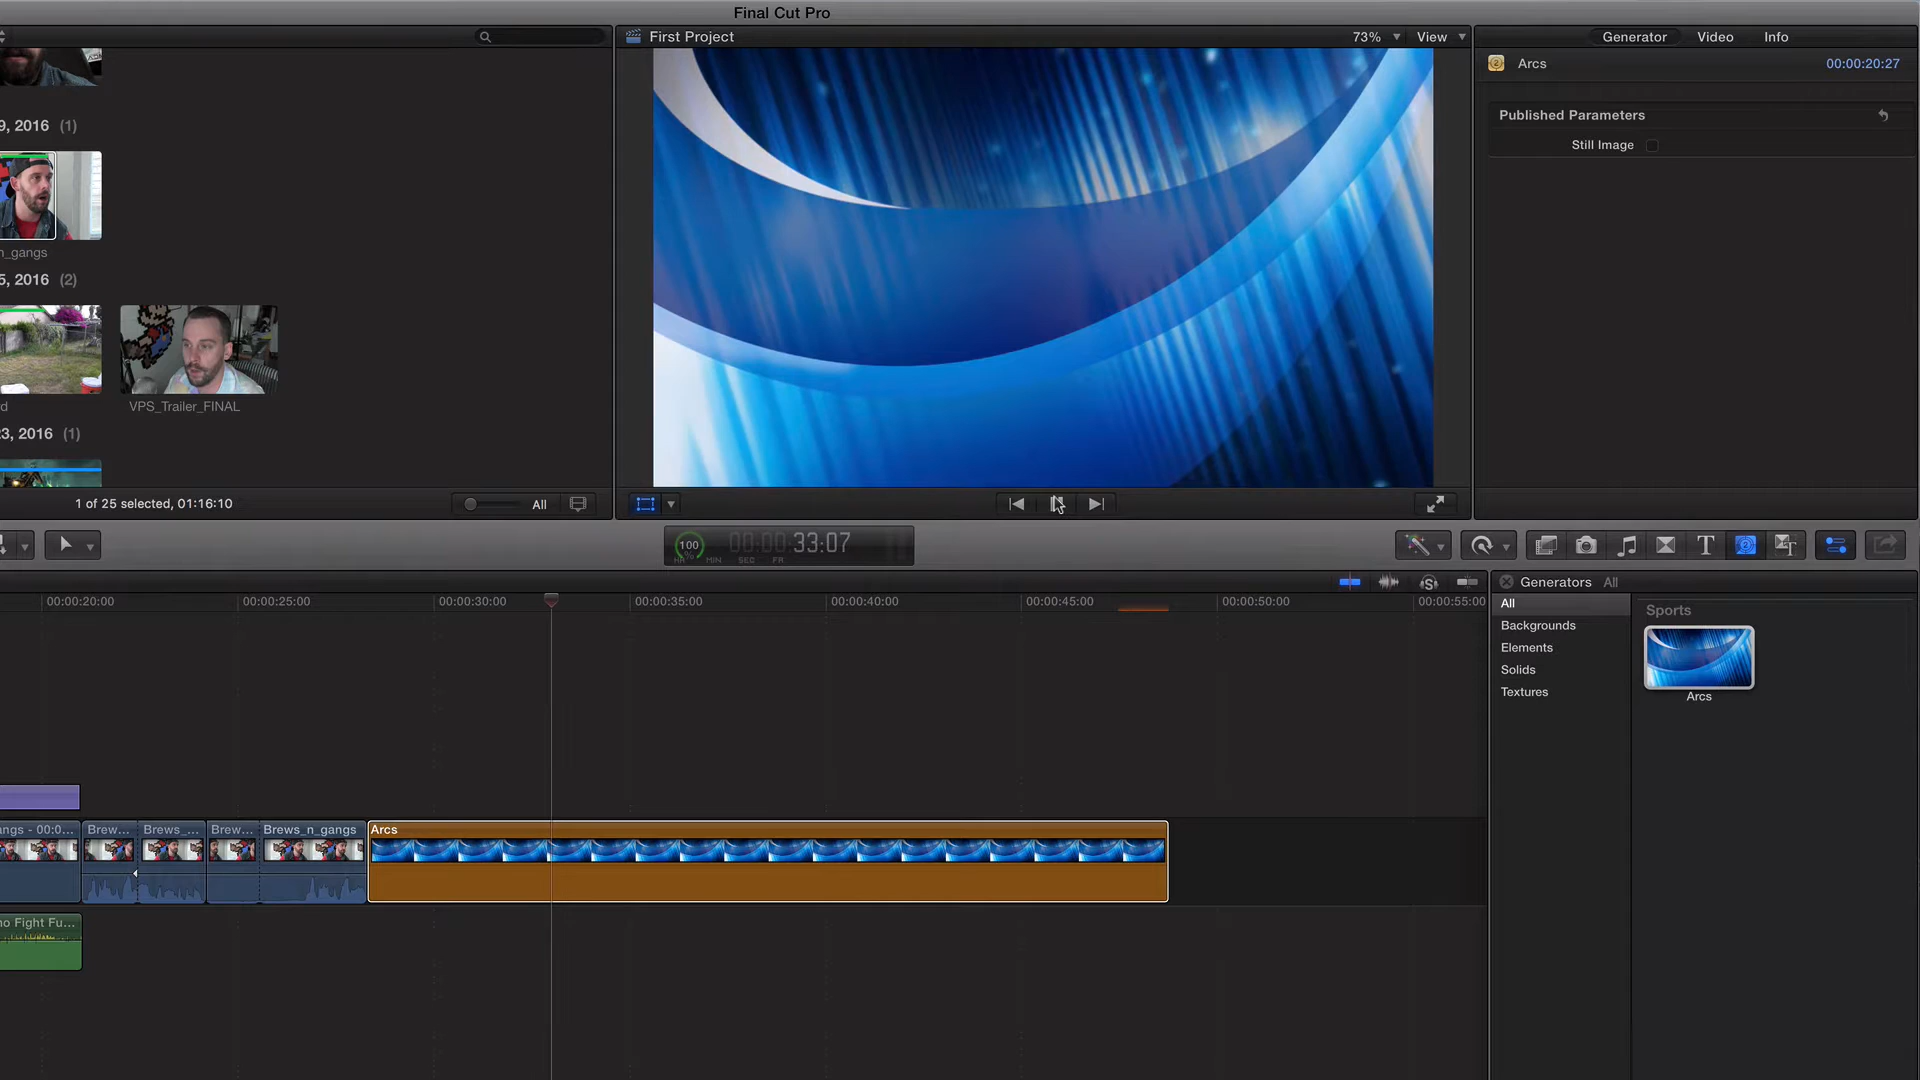 Final Cut Pro
First Project
73%
View
Generator
Video
Info
Arcs
00:00:20:27
9, 2016 (1)
Published Parameters
Still Image
n_gangs
5, 2016 (2)
d
VPS_Trailer_FINAL
23, 2016 (1)
1 of 25 selected, 01:16:10
All
100
%
00:00:33:07
HR MIN SEC FR
T
Generators All
00:00:20:00
00:00:25:00
00:00:30:00
00:00:35:00
00:00:40:00
00:00:45:00
00:00:50:00
00:00:55:00
All
Backgrounds
Elements
Solids
Textures
Sports
Arcs
angs - 00:0...
Brew...
Brews_...
Brew...
Brews_n_gangs
Arcs
no Fight Fu...